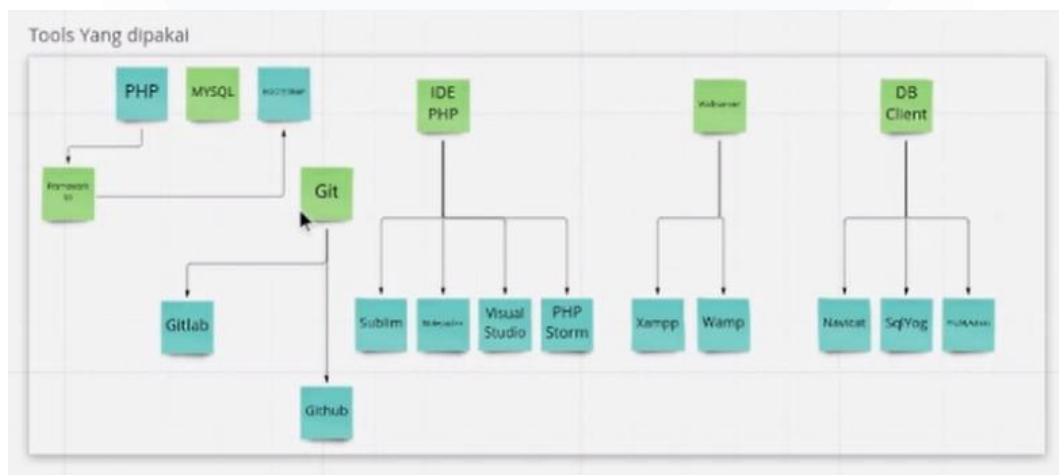 Tools Yang dipakai
PHP
MYSQL
IDE
PHP
Webserver
DB
Client
Git
Gitlab
Sublim
Visual
Studio
PHP
Storm
Xampp
Wamp
Navicat
SqlYog
Github